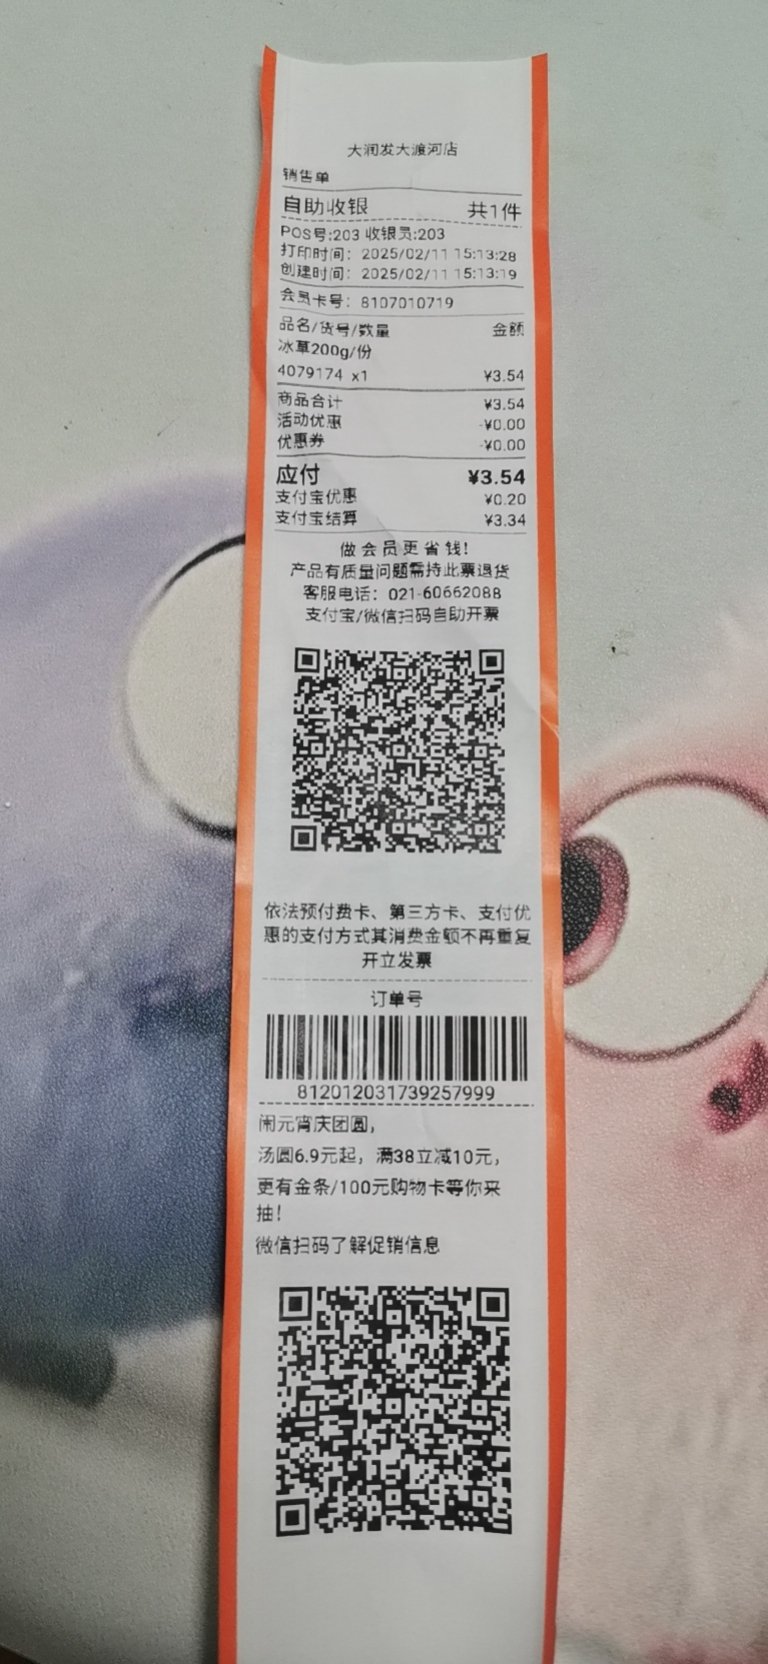 大润发大渡河店
销售单
自助收银 共1件
POS号:203 收银员:203
打印时间: 2025/02/11 15:13:28
创建时间: 2025/02/11 15:13:19
会员卡号: 8107010719
品名/货号/数量 金额
冰草200g/份
4079174 x1 ¥3.54
商品合计 ¥3.54
活动优惠 -¥0.00
优惠券 -¥0.00
应付 ¥3.54
支付宝优惠 ¥0.20
支付宝结算 ¥3.34
做会员更省钱!
产品有质量问题需持此票退货
客服电话: 021-60662088
支付宝/微信扫码自助开票
依法预付费卡、第三方卡、支付优
惠的支付方式其消费金额不再重复
开立发票
订单号
812012031739257999
闹元宵庆团圆,
汤圆6.9元起, 满38立减10元,
更有金条/100元购物卡等你来
抽!
微信扫码了解促销信息